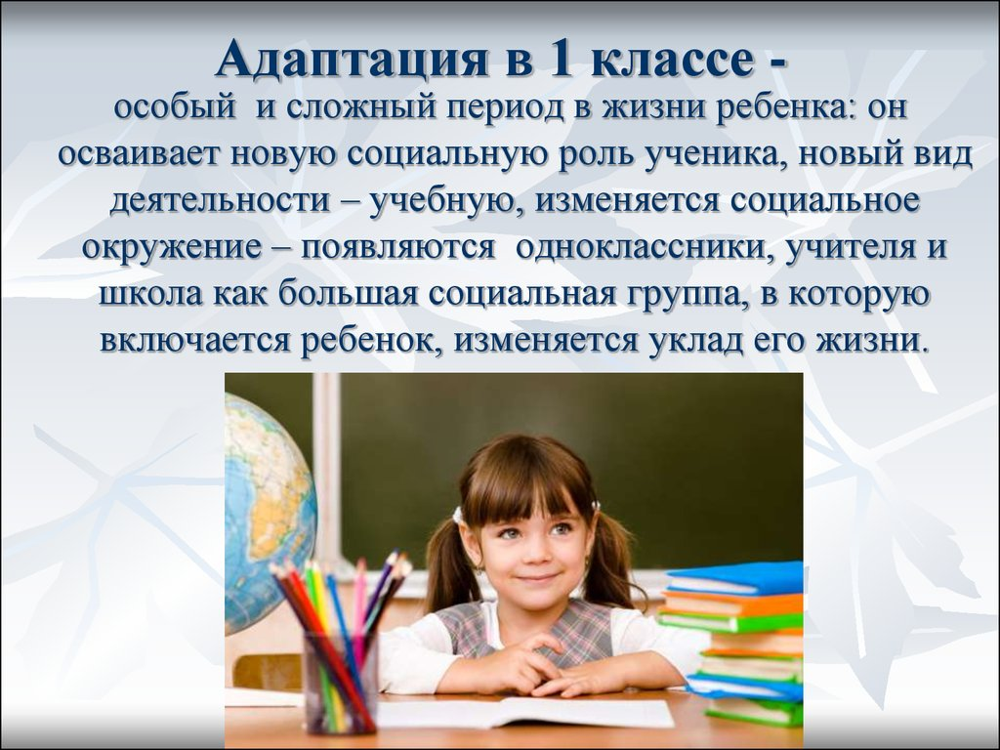 Адаптация в 1 классе -
особый и сложный период в жизни ребенка: он
осваивает новую социальную роль ученика, новый вид
деятельности – учебную, изменяется социальное
окружение – появляются одноклассники, учителя и
школа как большая социальная группа, в которую
включается ребенок, изменяется уклад его жизни.